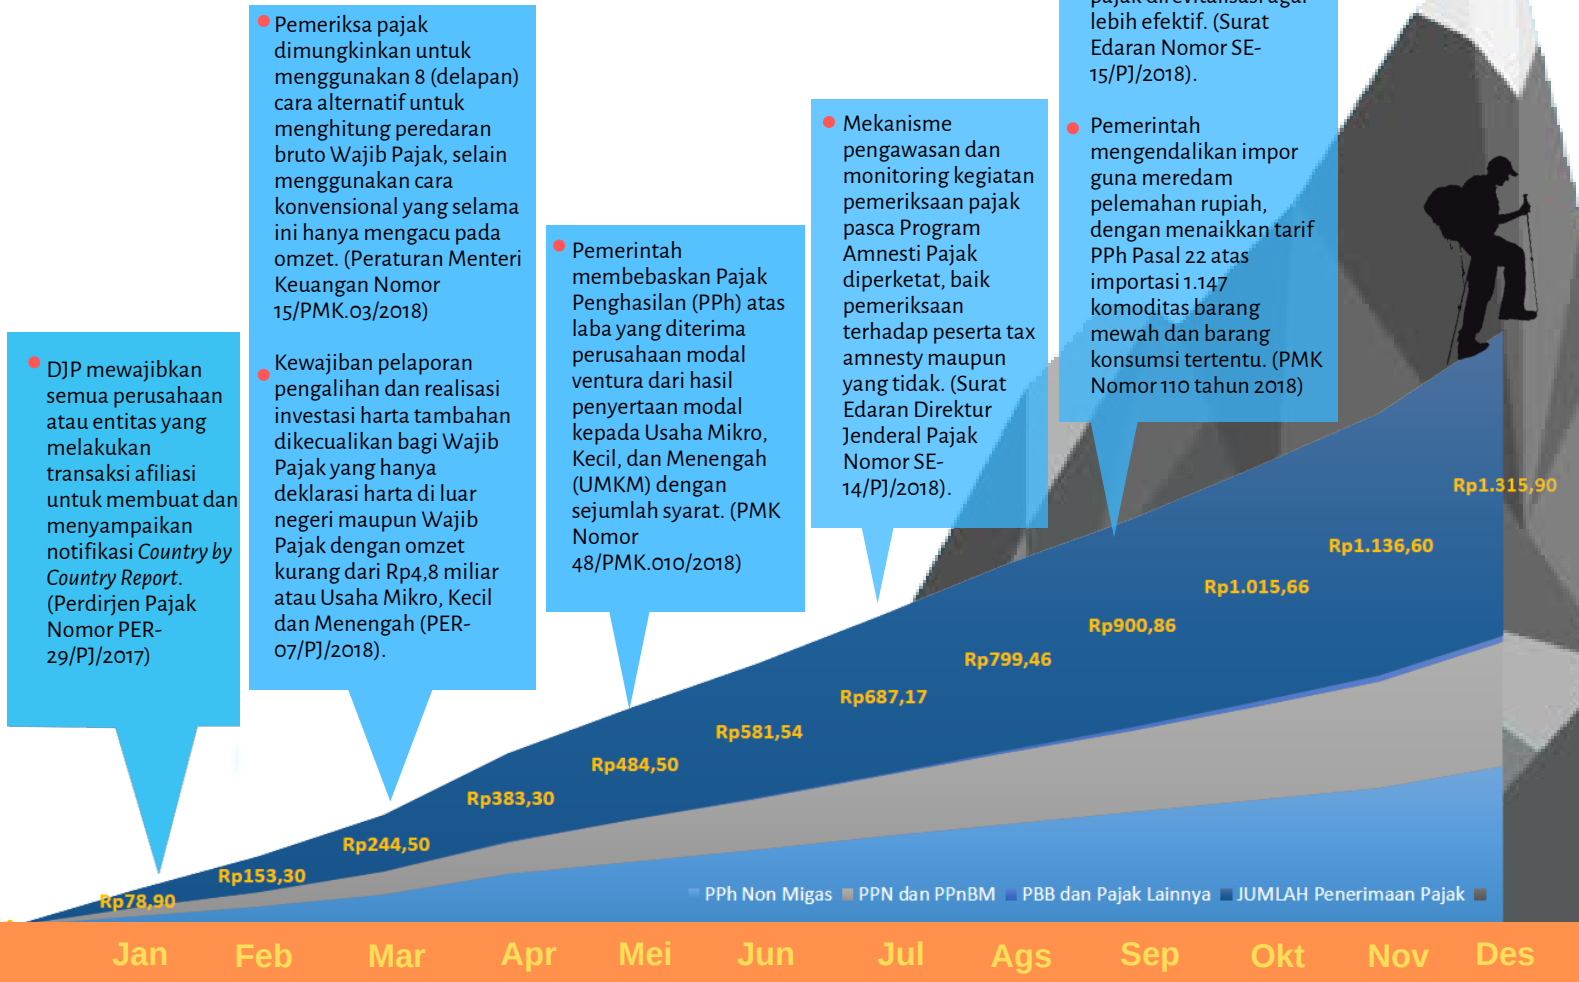 DJP mewajibkan
semua perusahaan
atau entitas yang
melakukan
transaksi afiliasi
untuk membuat dan
menyampaikan
notifikasi Country by
Country Report.
(Perdirjen Pajak
Nomor PER-
29/PJ/2017)
Pemeriksa pajak
dimungkinkan untuk
menggunakan 8 (delapan)
cara alternatif untuk
menghitung peredaran
bruto Wajib Pajak, selain
menggunakan cara
konvensional yang selama
ini hanya mengacu pada
omzet. (Peraturan Menteri
Keuangan Nomor
15/PMK.03/2018)
Kewajiban pelaporan
pengalihan dan realisasi
investasi harta tambahan
dikecualikan bagi Wajib
Pajak yang hanya
deklarasi harta di luar
negeri maupun Wajib
Pajak dengan omzet
kurang dari Rp4,8 miliar
atau Usaha Mikro, Kecil
dan Menengah (PER-
07/PJ/2018).
Pemerintah
membebaskan Pajak
Penghasilan (PPh) atas
laba yang diterima
perusahaan modal
ventura dari hasil
penyertaan modal
kepada Usaha Mikro,
Kecil, dan Menengah
(UMKM) dengan
sejumlah syarat. (PMK
Nomor
48/PMK.010/2018)
Mekanisme
pengawasan dan
monitoring kegiatan
pemeriksaan pajak
pasca Program
Amnesti Pajak
diperketat, baik
pemeriksaan
terhadap peserta tax
amnesty maupun
yang tidak. (Surat
Edaran Direktur
Jenderal Pajak
Nomor SE-
14/PJ/2018).
pajak direvitalisasi agar
lebih efektif. (Surat
Edaran Nomor SE-
15/PJ/2018).
Pemerintah
mengendalikan impor
guna meredam
pelemahan rupiah,
dengan menaikkan tarif
PPh Pasal 22 atas
importasi 1.147
komoditas barang
mewah dan barang
konsumsi tertentu. (PMK
Nomor 110 tahun 2018)
Rp78,90
Rp153,30
Rp244,50
Rp383,30
Rp484,50
Rp581,54
Rp687,17
Rp799,46
Rp900,86
Rp1.015,66
Rp1.136,60
Rp1.315,90
PPh Non Migas PPN dan PPnBM PBB dan Pajak Lainnya JUMLAH Penerimaan Pajak
Jan Feb Mar Apr Mei Jun Jul Ags Sep Okt Nov Des